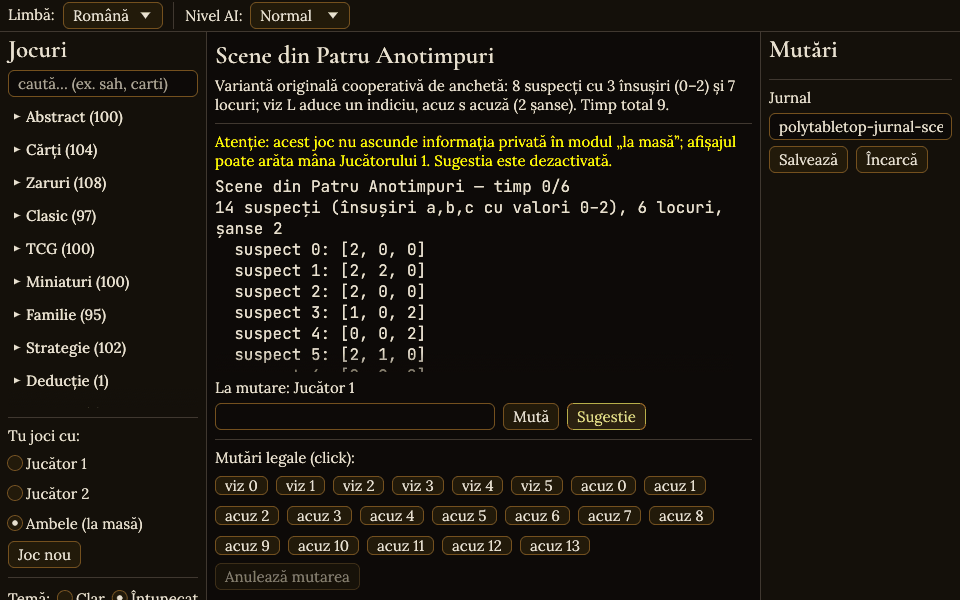 Limbă: Română Nivel AI: Normal
Jocuri
caută... (ex. sah, carti)
Abstract (100)
Cărți (104)
Zaruri (108)
Clasic (97)
TCG (100)
Miniaturi (100)
Familie (95)
Strategie (102)
Deducție (1)
Tu joci cu:
Jucător 1
Jucător 2
Ambele (la masă)
Joc nou
Temă: Clar Întunecat
Scene din Patru Anotimpuri
Variantă originală cooperativă de anchetă: 8 suspecți cu 3 însușiri (0–2) și 7
locuri; viz L aduce un indiciu, acuz s acuză (2 șanse). Timp total 9.
Atenție: acest joc nu ascunde informația privată în modul „la masă”; afișajul
poate arăta mâna Jucătorului 1. Sugestia este dezactivată.
Scene din Patru Anotimpuri — timp 0/6
14 suspecți (însușiri a,b,c cu valori 0–2), 6 locuri,
șanse 2
suspect 0: [2, 0, 0]
suspect 1: [2, 2, 0]
suspect 2: [2, 0, 0]
suspect 3: [1, 0, 2]
suspect 4: [0, 0, 2]
suspect 5: [2, 1, 0]
La mutare: Jucător 1
Mută Sugestie
Mutări legale (click):
viz 0 viz 1 viz 2 viz 3 viz 4 viz 5 acuz 0 acuz 1
acuz 2 acuz 3 acuz 4 acuz 5 acuz 6 acuz 7 acuz 8
acuz 9 acuz 10 acuz 11 acuz 12 acuz 13
Anulează mutarea
Mutări
Jurnal
polytabletop-jurnal-sce
Salvează Încarcă